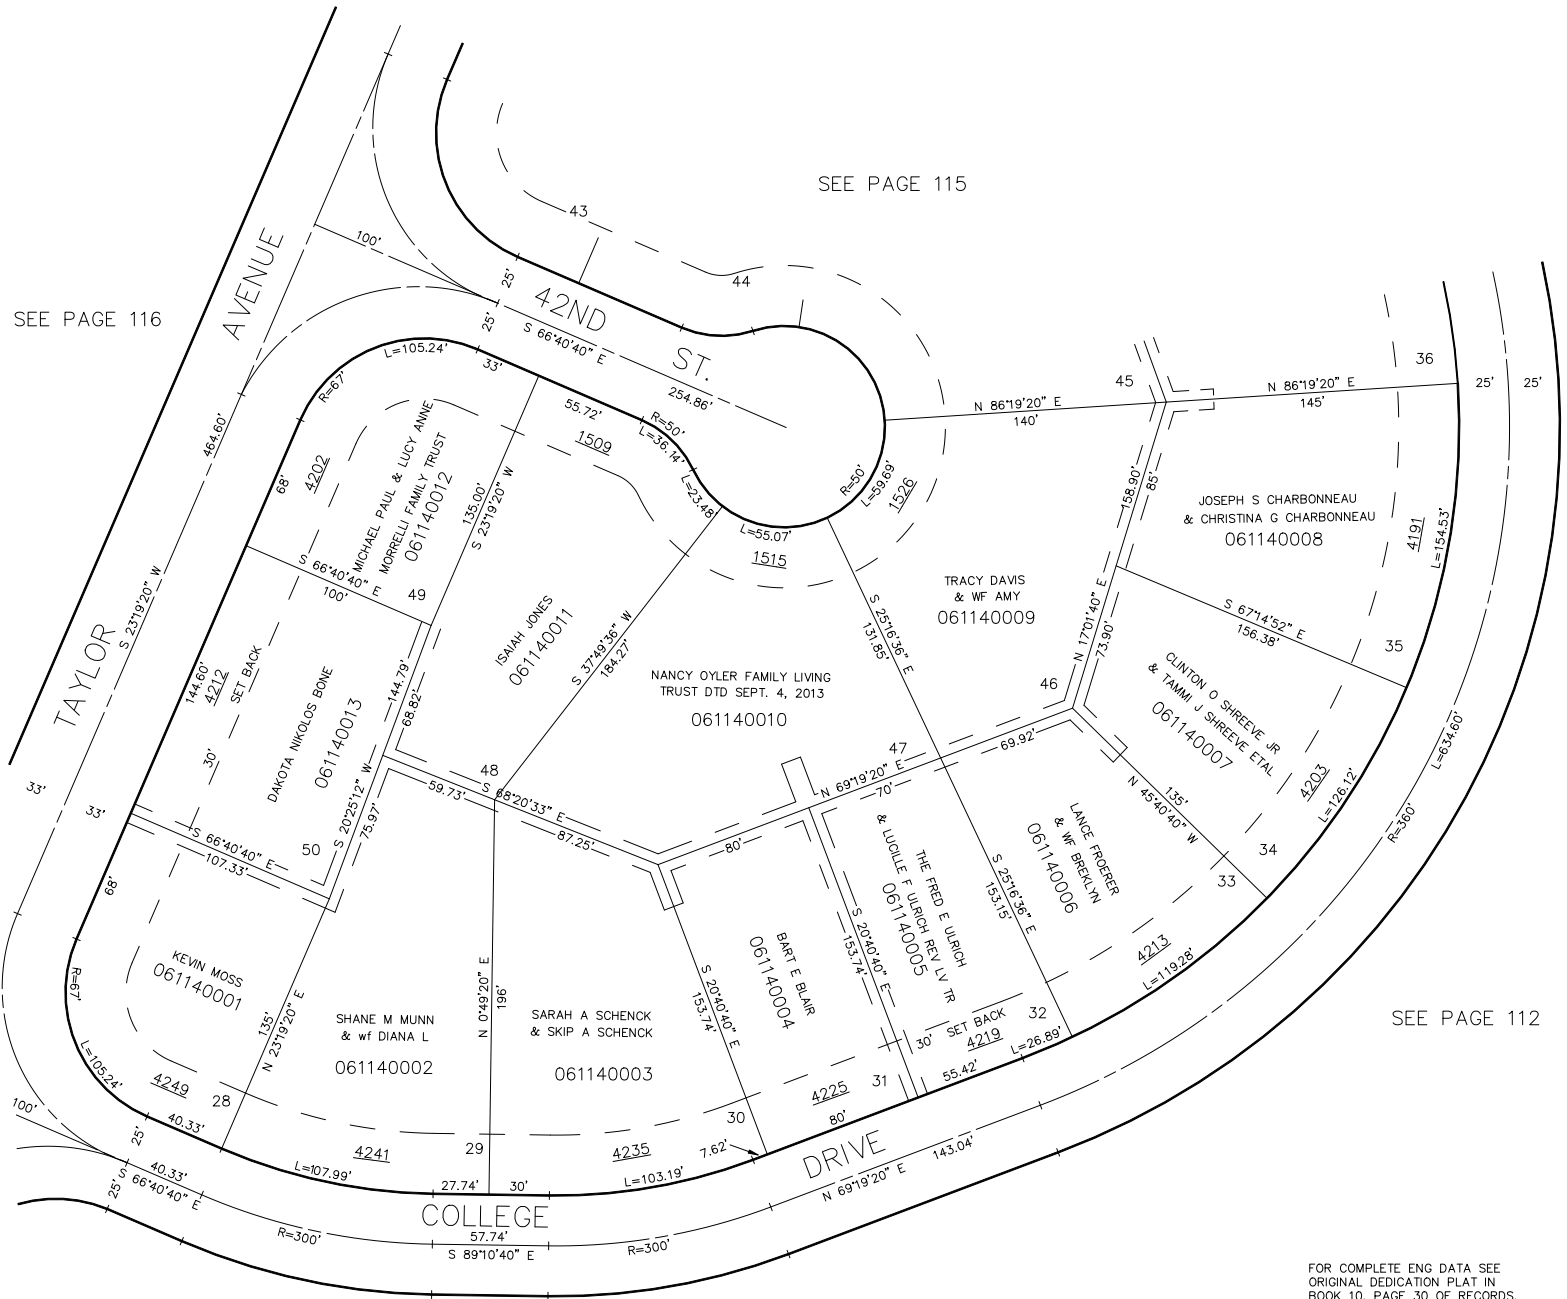 SEE PAGE 115
SEE PAGE 116
SEE PAGE 112
TAYLOR
AVENUE
42ND
ST.
COLLEGE
DRIVE
43
44
100'
25'
25'
S 66°40'40" E
254.86'
464.60'
S 23°19'20" W
L=105.24'
R=67'
33'
55.72'
R=50'
L=36.14'
L=23.48'
L=55.07'
R=50'
L=59.69'
1509
1515
1526
68'
4202
MICHAEL PAUL & LUCY ANNE
MORRELLI FAMILY TRUST
061140012
135.00'
S 23°19'20" W
S 66°40'40" E
100'
49
ISAIAH JONES
061140011
S 37°49'36" W
184.27'
48
NANCY OYLER FAMILY LIVING
TRUST DTD SEPT. 4, 2013
061140010
S 25°16'36" E
131.85'
47
TRACY DAVIS
& WF AMY
061140009
46
N 86°19'20" E
140'
45
N 86°19'20" E
145'
36
25'
25'
158.90'
85'
N 17°01'40" E
73.90'
JOSEPH S CHARBONNEAU
& CHRISTINA G CHARBONNEAU
061140008
4191
L=154.53'
S 67°14'52" E
156.38'
35
CLINTON O SHREEVE JR
& TAMMI J SHREEVE ETAL
061140007
4203
L=126.12'
34
135'
N 45°40'40" W
L=634.60'
R=360'
144.60'
4212
SET BACK
30'
DAKOTA NIKOLOS BONE
061140013
144.79'
68.82'
S 20°25'12" W
75.97'
50
33'
33'
S 66°40'40" E
107.33'
59.73'
S 68°20'33" E
87.25'
80'
N 69°19'20" E
70'
69.92'
LANCE FROERER
& WF BREKLYN
061140006
33
4213
L=119.28'
S 25°16'36" E
153.15'
THE FRED E ULRICH
& LUCILLE F ULRICH REV LV TR
061140005
32
SET BACK
30'
4219
L=26.89'
55.42'
S 20°40'40" E
153.74'
BART E BLAIR
061140004
31
4225
80'
S 20°40'40" E
153.74'
SARAH A SCHENCK
& SKIP A SCHENCK
061140003
30
7.62'
4235
L=103.19'
30'
N 0°49'20" E
196'
SHANE M MUNN
& wf DIANA L
061140002
29
4241
L=107.99'
27.74'
68'
KEVIN MOSS
061140001
R=67'
L=105.24'
4249
28
40.33'
135'
N 23°19'20" E
100'
25'
40.33'
S 66°40'40" E
25'
R=300'
57.74'
S 89°10'40" E
R=300'
N 69°19'20" E
143.04'
FOR COMPLETE ENG DATA SEE
ORIGINAL DEDICATION PLAT IN
BOOK 10, PAGE 30 OF RECORDS.